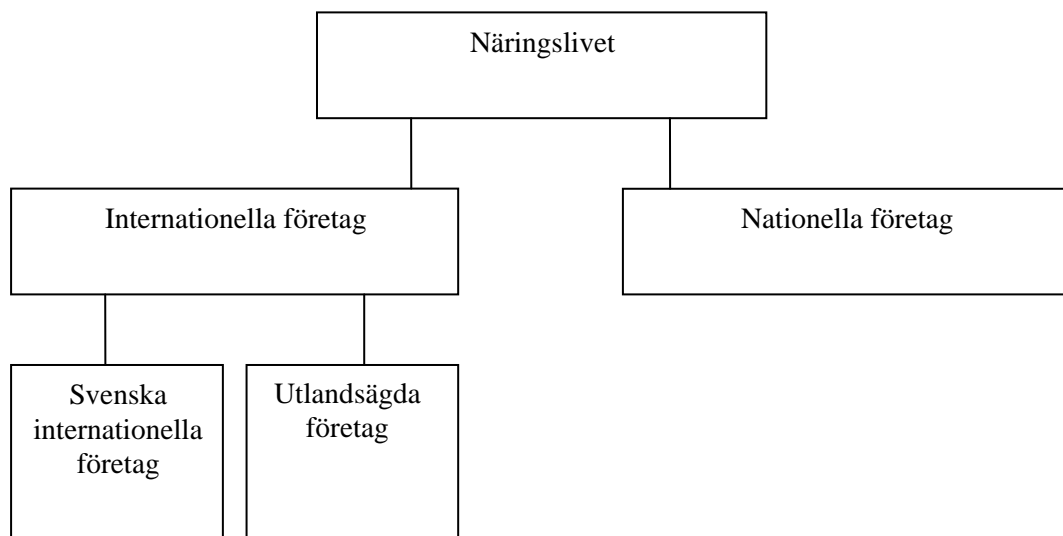 Näringslivet
Internationella företag
Nationella företag
Svenska
internationella
företag
Utlandsägda
företag